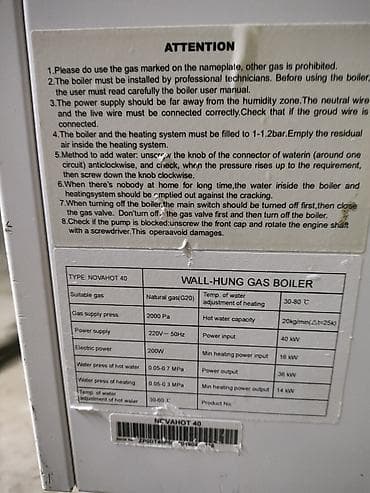 ATTENTION
1.Please do use the gas marked on the nameplate, other gas is prohibited.
2.The boiler must be installed by professional technicians. Before using the boiler,
the user must read carefully the boiler user manual.
3.The power supply should be far away from the humidity zone.The neutral wire
and the live wire must be connected correctly.Check that if the groud wire is
connected.
4.The boiler and the heating system must be filled to 1-1.2bar.Empty the residual
air inside the heating system.
5.Method to add water: unscrew the knob of the connector of waterin (around one
circuit) anticlockwise, and check, when the pressure rises up to the requirement,
then screw down the knob clockwise.
6.When there's nobody at home for long time,the water inside the boiler and
heatingsystem should be emplied out against the cracking.
7.When turning off the boiler,the main switch should be turned off first,then close
the gas valve. Don'turn off the gas valve first and then turn off the boiler.
8.Check if the pump is blocked:unscrew the front cap and rotale the engine shaft
with a screwdriver.This operavoid damages.
TYPE: NOVAHOT 40 WALL-HUNG GAS BOILER
Suitable gas Natural gas(G20) Temp. of water adjustment of heating 30-80 ℃
Gas supply press 2000 Pa Hot water capacity 20kg/min(△t=25k)
Power supply 220V～50Hz Power input 40 kW
Electric power 200W Min heating power input 16 kW
Water press of hot water 0.05-0.7 MPa Power output 36 kW
Water press of heating 0.05-0.3 MPa Min heating power output 14 kW
Temp. of water adjustment of hot water 30-60 ℃ Product No.
NOVAHOT 40